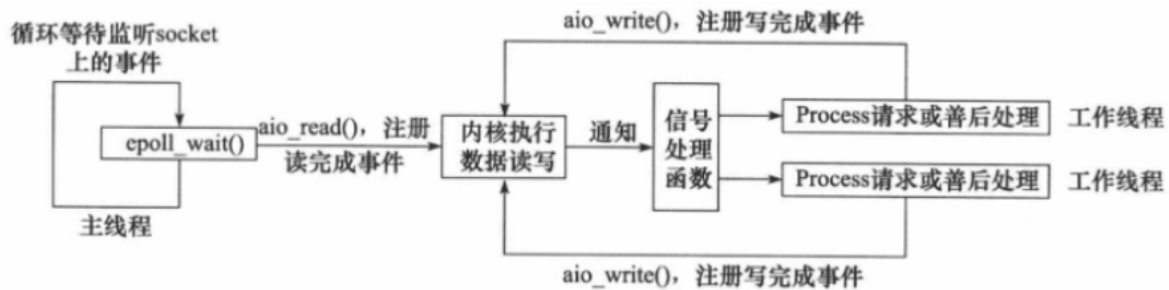 aio_write()，注册写完成事件
循环等待监听socket
上的事件
epoll_wait()
主线程
aio_read()，注册
读完成事件
内核执行
数据读写
通知
信号
处理
函数
Process请求或善后处理
工作线程
Process请求或善后处理
工作线程
aio_write()，注册写完成事件